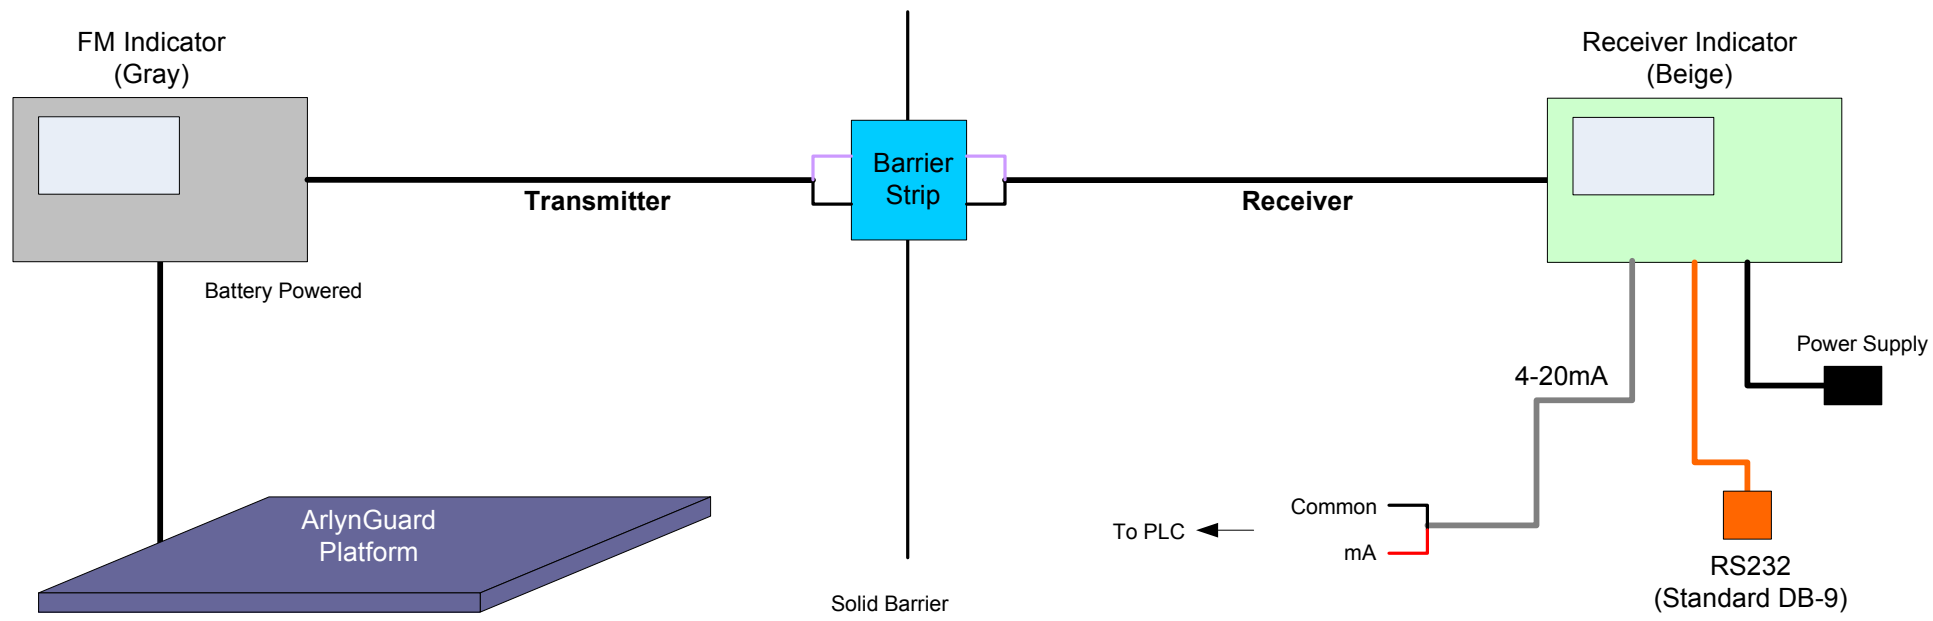 FM Indicator
(Gray)
Receiver Indicator
(Beige)
Barrier
Strip
Transmitter
Receiver
Battery Powered
Power Supply
4-20mA
Common
To PLC
mA
ArlynGuard
Platform
RS232
(Standard DB-9)
Solid Barrier